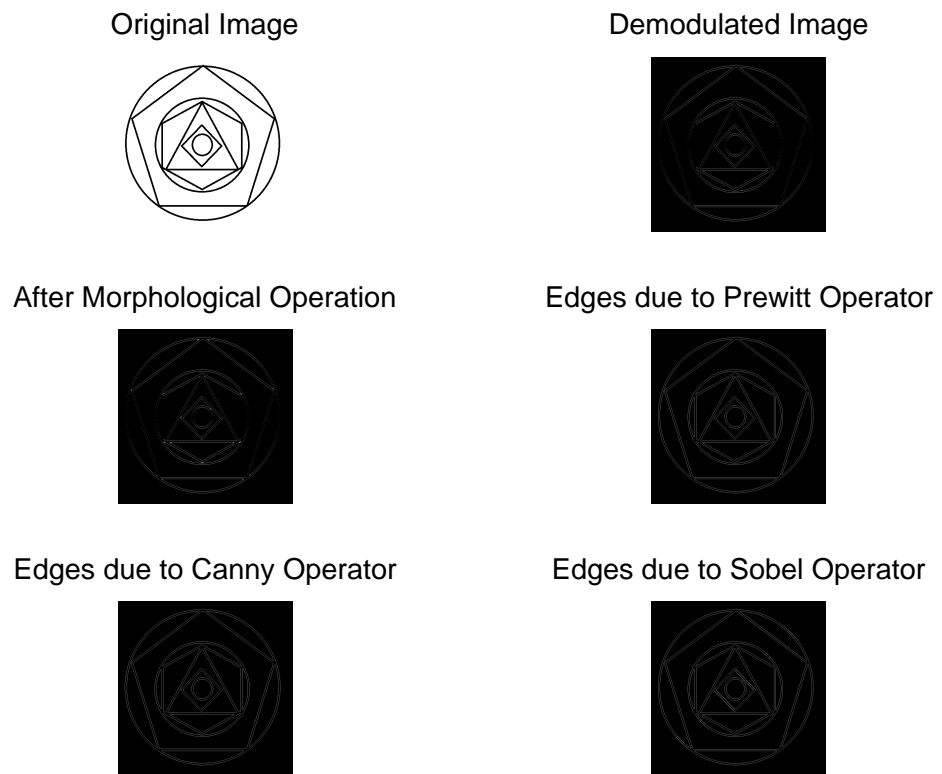 Original Image
Demodulated Image
After Morphological Operation
Edges due to Prewitt Operator
Edges due to Canny Operator
Edges due to Sobel Operator